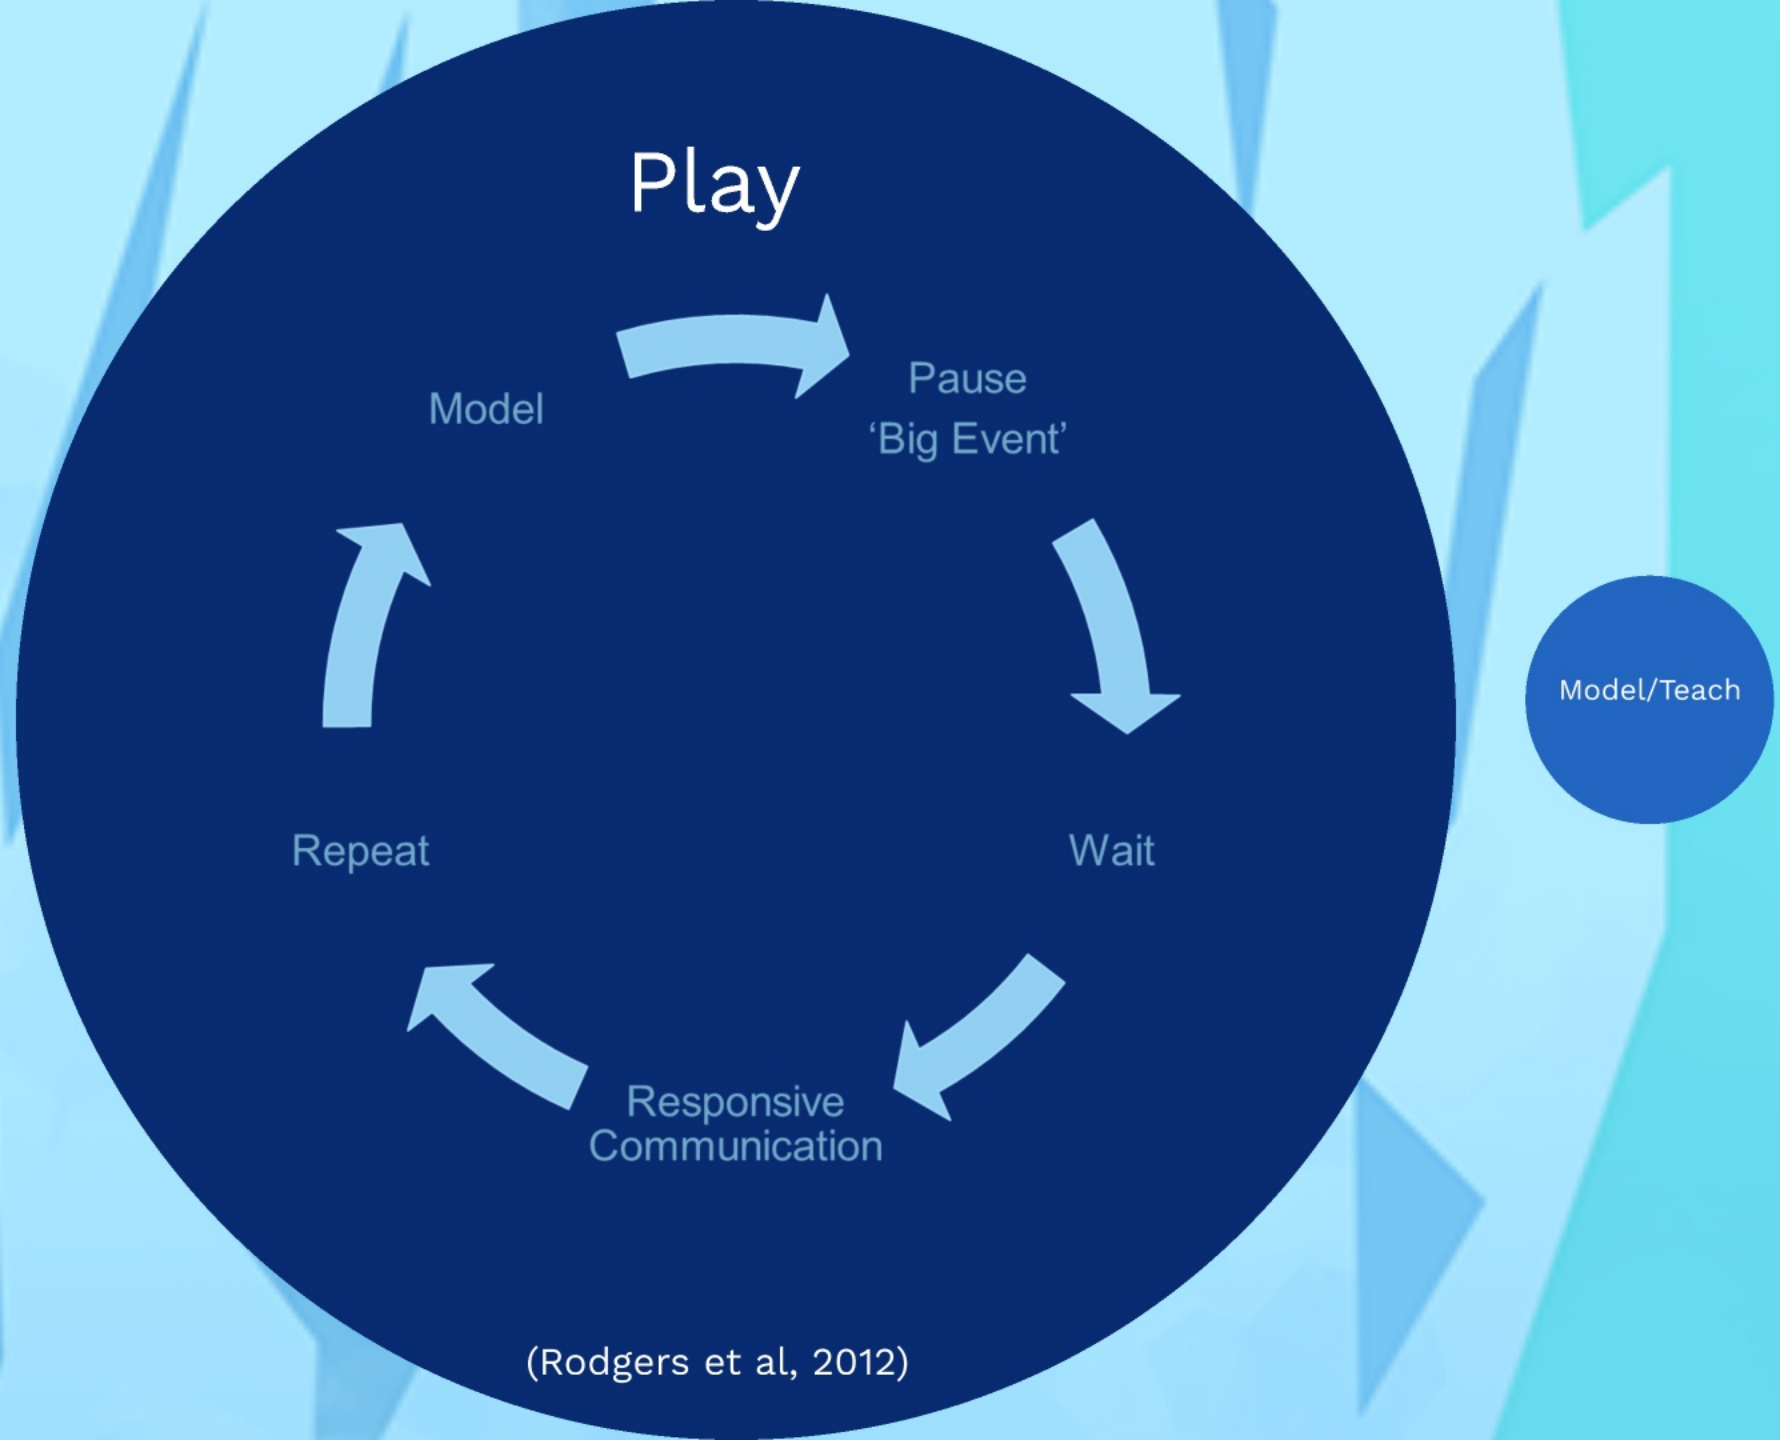 Play
Model
Pause
‘Big Event’
Wait
Responsive
Communication
Repeat
(Rodgers et al, 2012)
Model/Teach